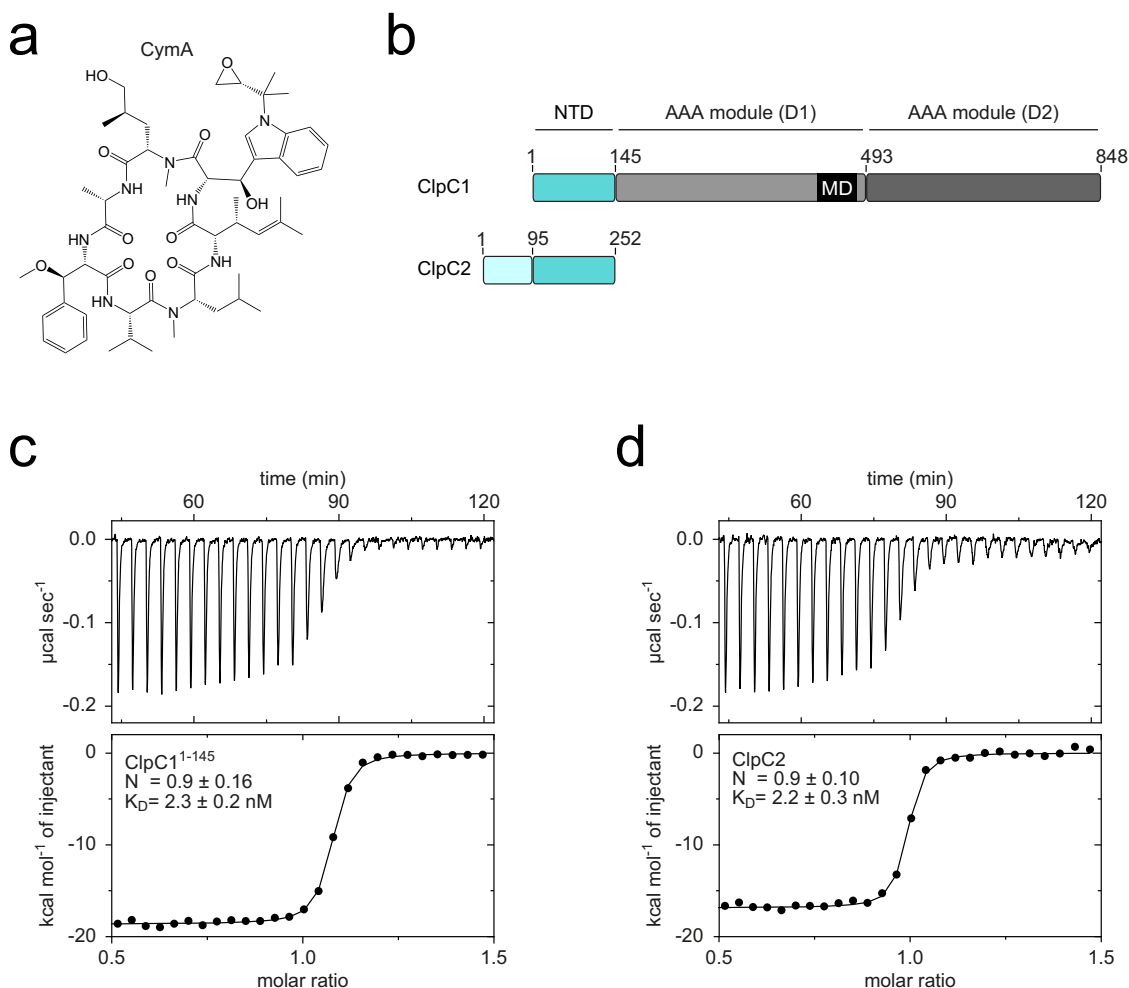 a
CymA
HO
O
O
N
O
N
O
NH
HN
OH
O
O
HN
O
NH
O
O
O
O
HN
N
b
NTD AAA module (D1) AAA module (D2)
1 145 493 848
ClpC1 MD
1 95 252
ClpC2
c
time (min)
60 90 120
0.0
-0.1
-0.2
µcal sec-1
0
-10
-20
kcal mol-1 of injectant
ClpC11-145
N = 0.9 ± 0.16
KD= 2.3 ± 0.2 nM
0.5 1.0 1.5
molar ratio
d
time (min)
60 90 120
0.0
-0.1
-0.2
µcal sec-1
0
-10
-20
kcal mol-1 of injectant
ClpC2
N = 0.9 ± 0.10
KD= 2.2 ± 0.3 nM
0.5 1.0 1.5
molar ratio